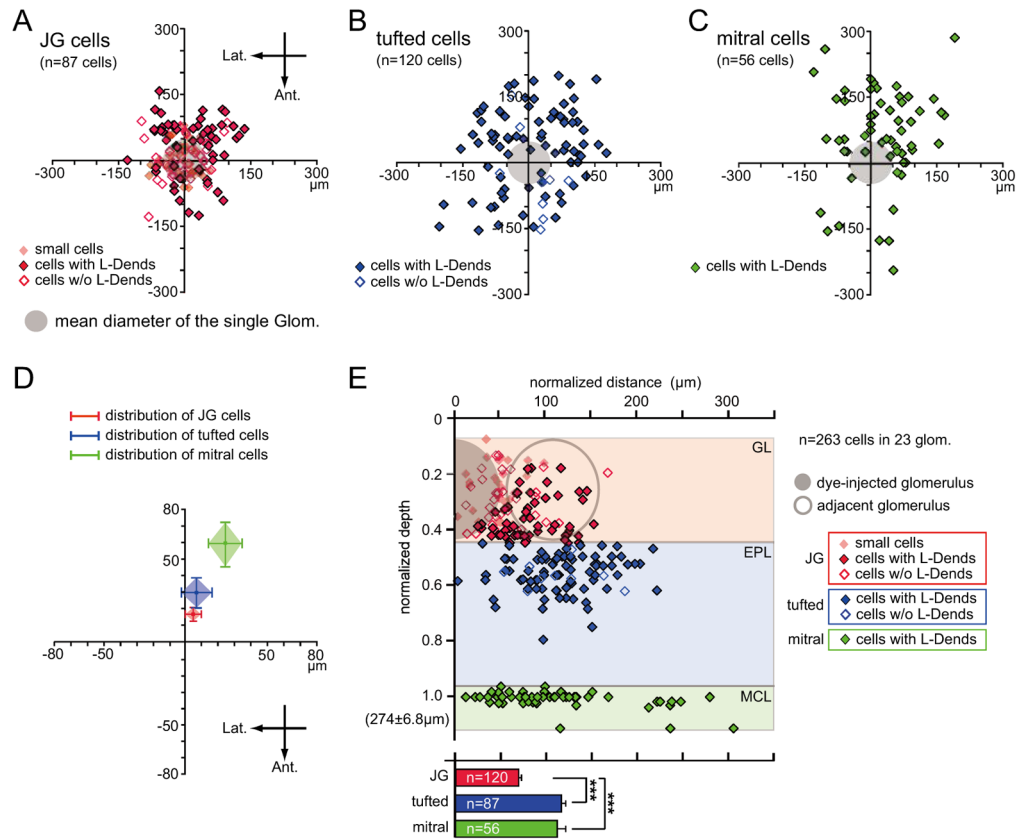 A
JG cells
(n=87 cells)
300
150
-150
-300
-300
-150
150
300
µm
Lat.
Ant.
small cells
cells with L-Dends
cells w/o L-Dends
mean diameter of the single Glom.
B
tufted cells
(n=120 cells)
300
150
-150
-300
-300
-150
150
300
µm
cells with L-Dends
cells w/o L-Dends
C
mitral cells
(n=56 cells)
300
150
-150
-300
-300
-150
150
300
µm
cells with L-Dends
D
distribution of JG cells
distribution of tufted cells
distribution of mitral cells
80
50
-50
-80
-80
-50
50
80
µm
Lat.
Ant.
E
normalized distance (µm)
0
100
200
300
normalized depth
0
0.2
0.4
0.6
0.8
1.0
(274±6.8µm)
GL
EPL
MCL
n=263 cells in 23 glom.
dye-injected glomerulus
adjacent glomerulus
JG
small cells
cells with L-Dends
cells w/o L-Dends
tufted
cells with L-Dends
cells w/o L-Dends
mitral
cells with L-Dends
JG
n=120
tufted
n=87
mitral
n=56
***
***